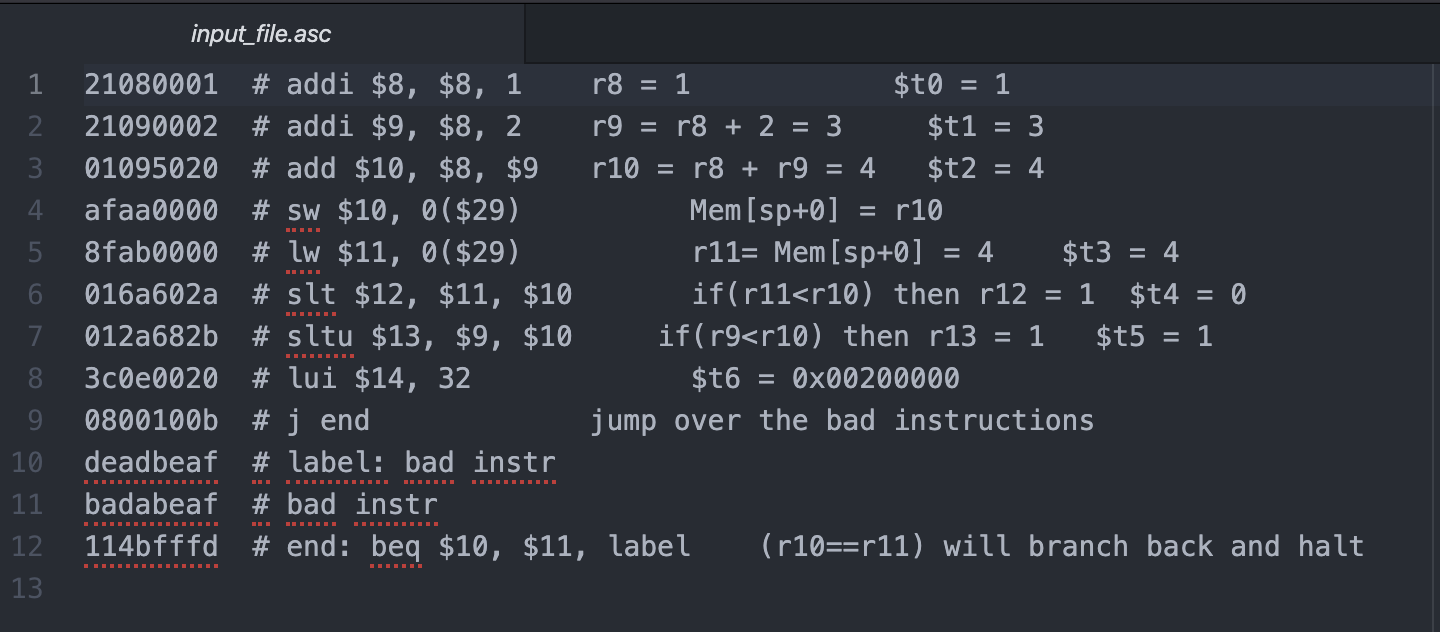 input_file.asc
1 21080001 # addi $8, $8, 1 r8 = 1 $t0 = 1
2 21090002 # addi $9, $8, 2 r9 = r8 + 2 = 3 $t1 = 3
3 01095020 # add $10, $8, $9 r10 = r8 + r9 = 4 $t2 = 4
4 afaa0000 # sw $10, 0($29) Mem[sp+0] = r10
5 8fab0000 # lw $11, 0($29) r11= Mem[sp+0] = 4 $t3 = 4
6 016a602a # slt $12, $11, $10 if(r11<r10) then r12 = 1 $t4 = 0
7 012a682b # sltu $13, $9, $10 if(r9<r10) then r13 = 1 $t5 = 1
8 3c0e0020 # lui $14, 32 $t6 = 0x00200000
9 0800100b # j end jump over the bad instructions
10 deadbeaf # label: bad instr
11 badabeaf # bad instr
12 114bfffd # end: beq $10, $11, label (r10==r11) will branch back and halt
13